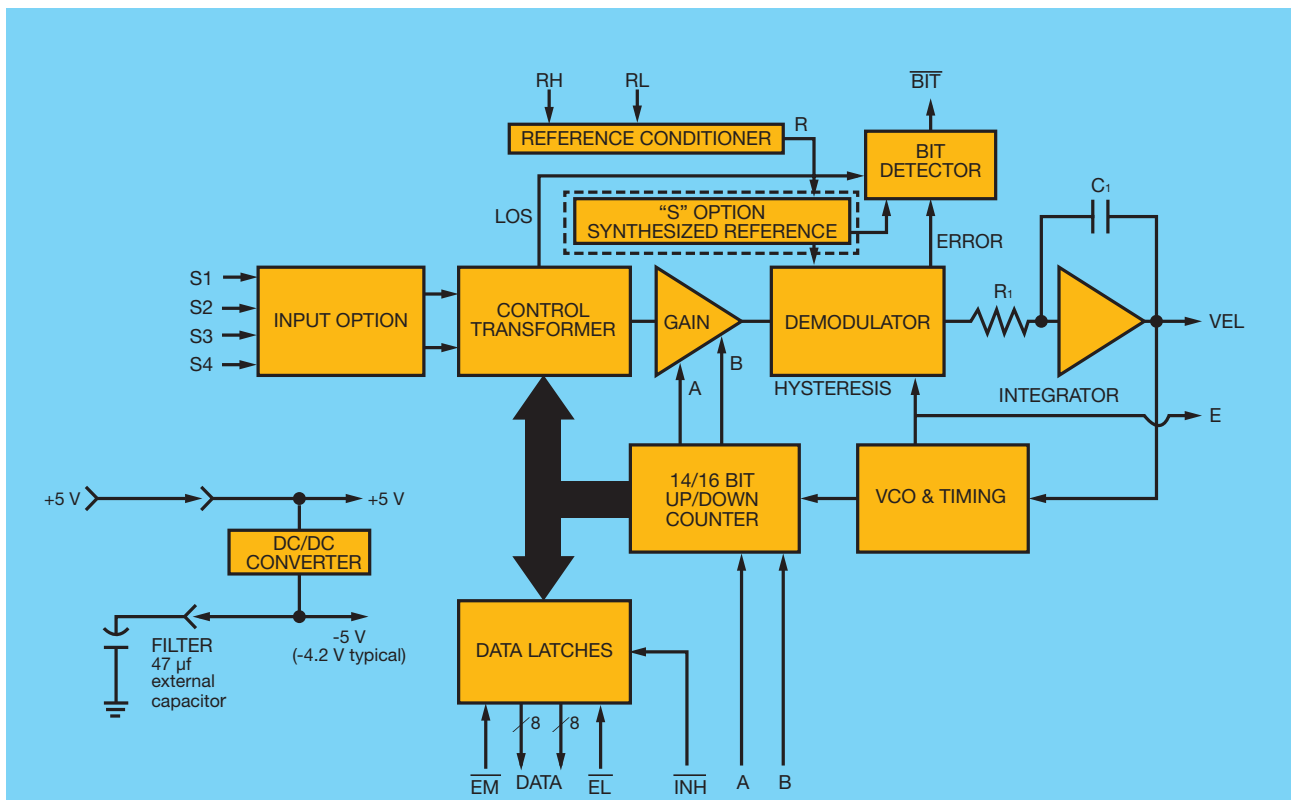 RH
RL
BIT
R
REFERENCE CONDITIONER
BIT
DETECTOR
C1
LOS
"S" OPTION
SYNTHESIZED REFERENCE
ERROR
S1
S2
S3
S4
INPUT OPTION
CONTROL
TRANSFORMER
GAIN
DEMODULATOR
R1
VEL
A
B
HYSTERESIS
INTEGRATOR
E
14/16 BIT
UP/DOWN
COUNTER
VCO & TIMING
+5 V
+5 V
DC/DC
CONVERTER
-5 V
(-4.2 V typical)
FILTER
47 µf
external
capacitor
DATA LATCHES
8
8
EM
DATA
EL
INH
A
B